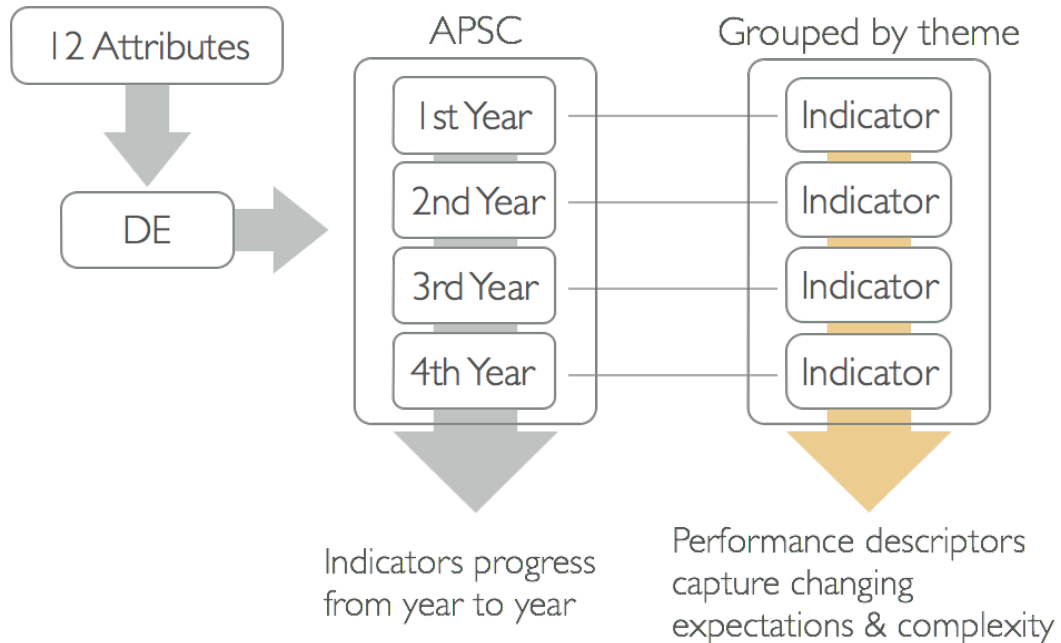 12 Attributes
DE
APSC
1st Year
2nd Year
3rd Year
4th Year
Indicators progress
from year to year
Grouped by theme
Indicator
Indicator
Indicator
Indicator
Performance descriptors
capture changing
expectations & complexity